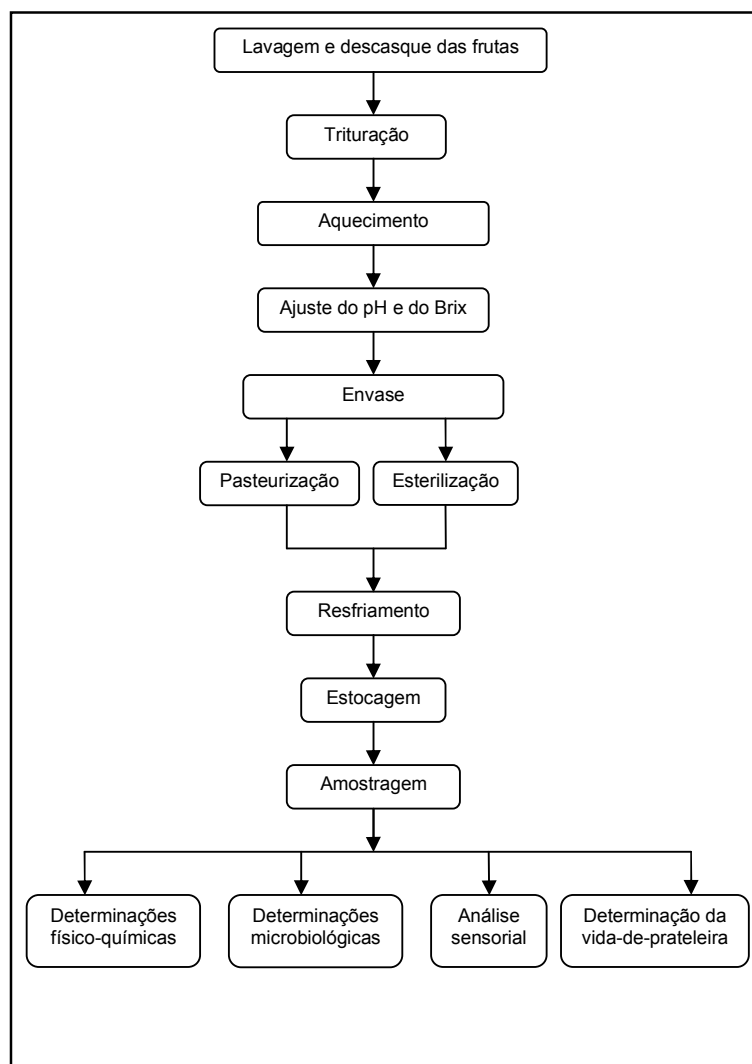 Lavagem e descasque das frutas
Trituração
Aquecimento
Ajuste do pH e do Brix
Envase
Pasteurização
Esterilização
Resfriamento
Estocagem
Amostragem
Determinações
físico-químicas
Determinações
microbiológicas
Análise
sensorial
Determinação da
vida-de-prateleira